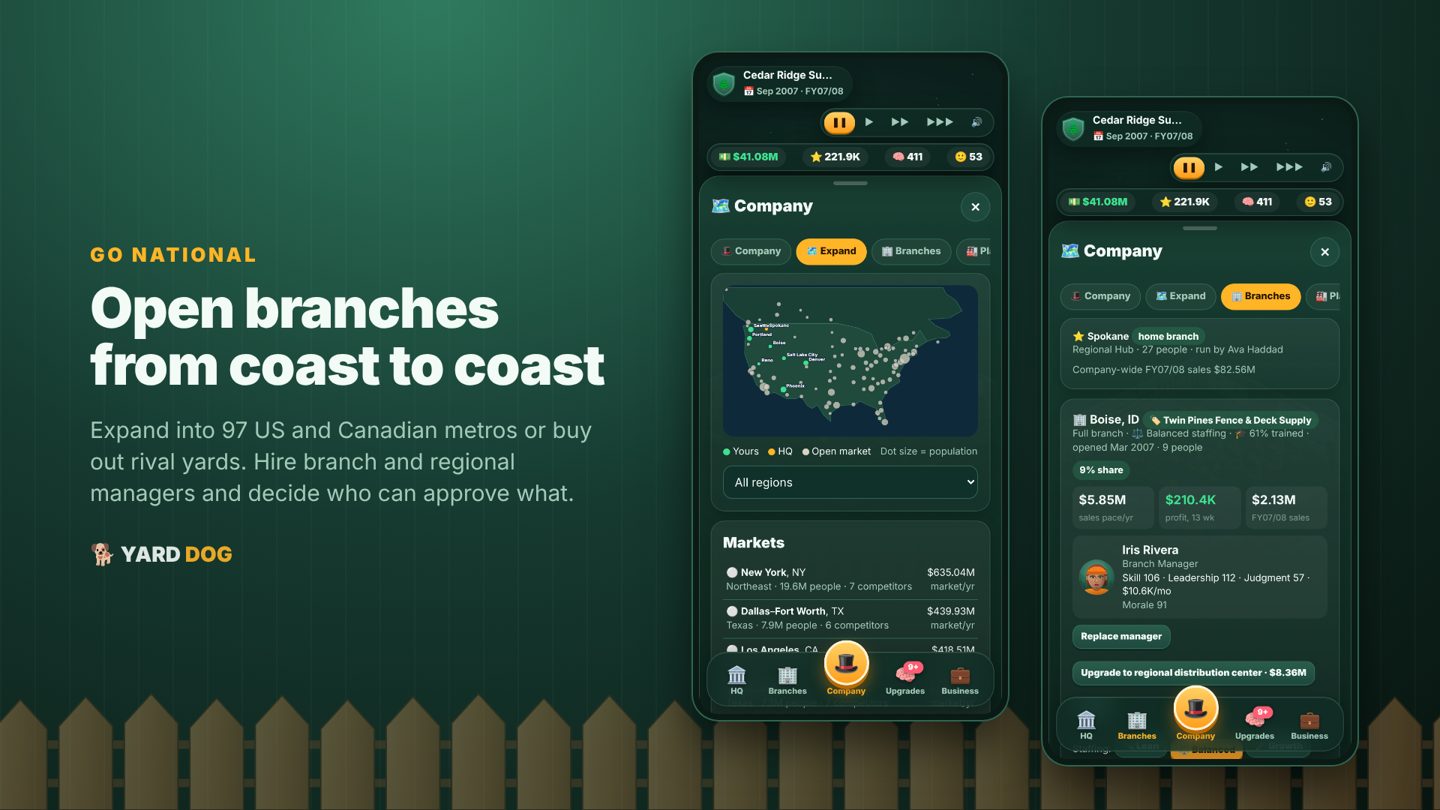 GO NATIONAL
Open branches
from coast to coast
Expand into 97 US and Canadian metros or buy
out rival yards. Hire branch and regional
managers and decide who can approve what.
YARD DOG
Cedar Ridge Su...
Sep 2007 · FY07/08
$41.08M
221.9K
411
53
Company
Company
Expand
Branches
Pl
Seattle
Spokane
Portland
Boise
Reno
Salt Lake City
Denver
Phoenix
Yours
HQ
Open market
Dot size = population
All regions
Markets
New York, NY
$635.04M
Northeast · 19.6M people · 7 competitors
market/yr
Dallas–Fort Worth, TX
$439.93M
Texas · 7.9M people · 6 competitors
market/yr
Los Angeles, CA
$418.51M
HQ
Branches
Company
9+
Upgrades
Business
Cedar Ridge Su...
Sep 2007 · FY07/08
$41.08M
221.9K
411
53
Company
Company
Expand
Branches
Pl
Spokane
home branch
Regional Hub · 27 people · run by Ava Haddad
Company-wide FY07/08 sales $82.56M
Boise, ID
Twin Pines Fence & Deck Supply
Full branch · Balanced staffing · 61% trained ·
opened Mar 2007 · 9 people
9% share
$5.85M
sales pace/yr
$210.4K
profit, 13 wk
$2.13M
FY07/08 sales
Iris Rivera
Branch Manager
Skill 106 · Leadership 112 · Judgment 57 ·
$10.6K/mo
Morale 91
Replace manager
Upgrade to regional distribution center · $8.36M
HQ
Branches
Company
9+
Upgrades
Business